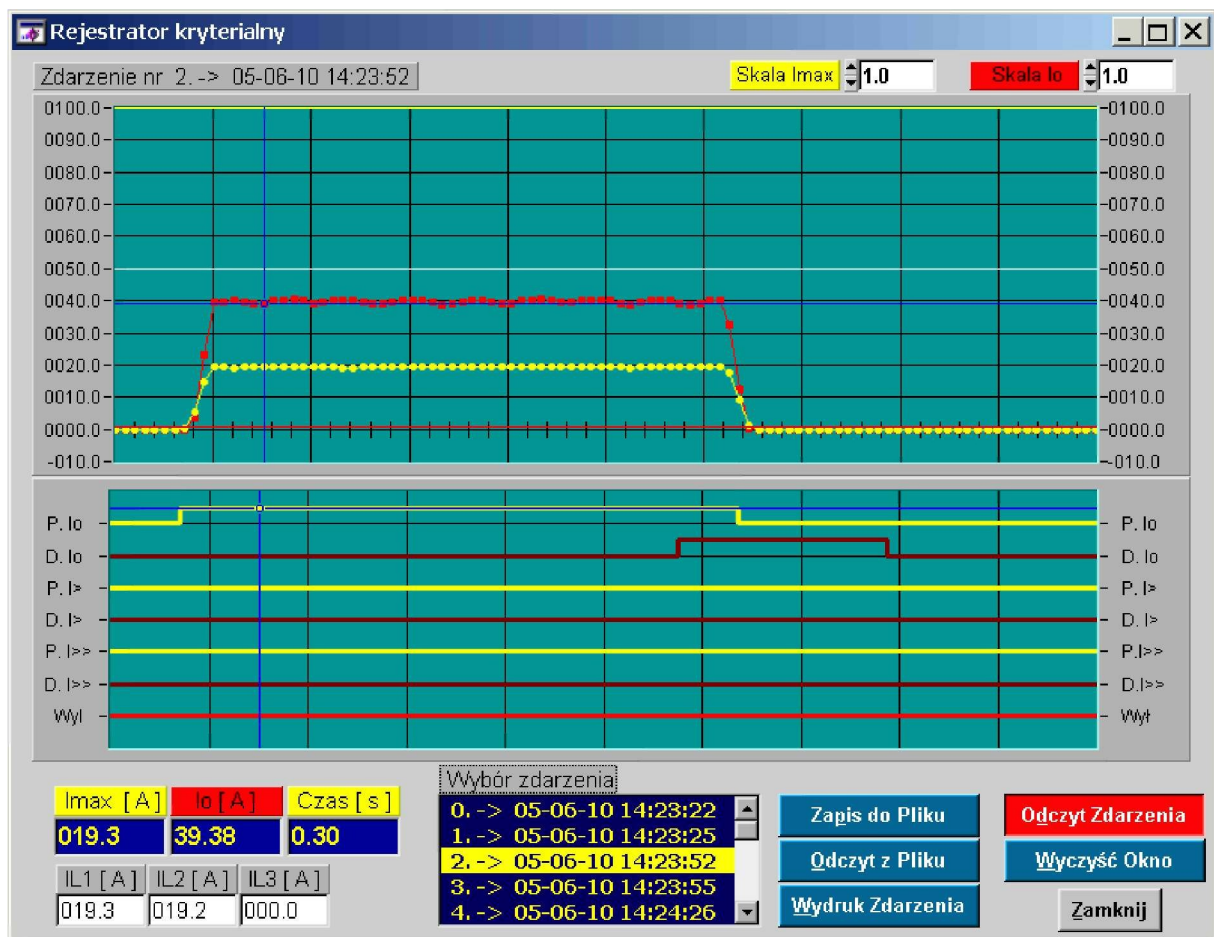 Rejestrator kryterialny
Zdarzenie nr 2.-> 05-06-10 14:23:52
Skala Imax 1.0 Skala Io 1.0
0100.0 0100.0
0090.0 0090.0
0080.0 0080.0
0070.0 0070.0
0060.0 0060.0
0050.0 0050.0
0040.0 0040.0
0030.0 0030.0
0020.0 0020.0
0010.0 0010.0
0000.0 0000.0
-010.0 -010.0
P. Io P. Io
D. Io D. Io
P. I> P. I>
D. I> D. I>
P. I>> P.I>>
D. I>> D.I>>
Wyl Wył
Imax [A] Io [A] Czas [s]
019.3 39.38 0.30
IL1 [A] IL2 [A] IL3 [A]
019.3 019.2 000.0
Wybór zdarzenia
0.-> 05-06-10 14:23:22
1.-> 05-06-10 14:23:25
2.-> 05-06-10 14:23:52
3.-> 05-06-10 14:23:55
4.-> 05-06-10 14:24:26
Zapis do Pliku
Odczyt z Pliku
Wydruk Zdarzenia
Odczyt Zdarzenia
Wyczyść Okno
Zamknij